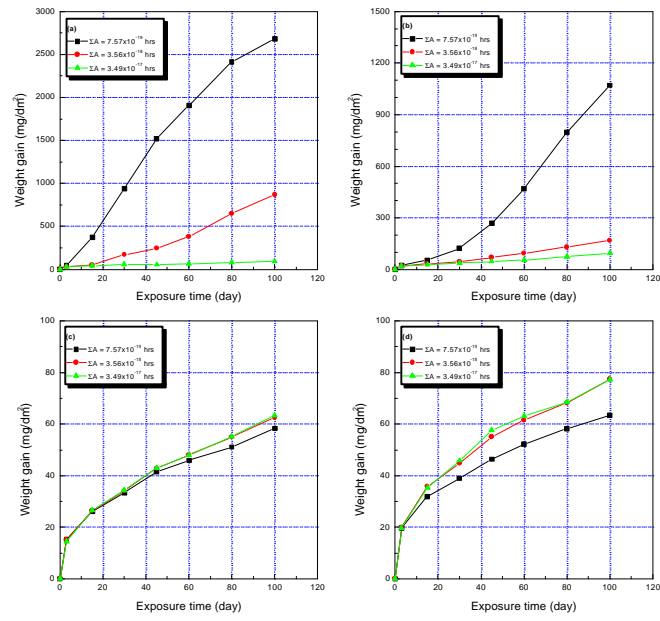 (a)
ΣA = 7.57x10⁻¹⁹ hrs
ΣA = 3.56x10⁻¹⁸ hrs
ΣA = 3.49x10⁻¹⁷ hrs
3000
2500
2000
1500
1000
500
0
Weight gain (mg/dm²)
0 20 40 60 80 100 120
Exposure time (day)
(b)
ΣA = 7.57x10⁻¹⁹ hrs
ΣA = 3.56x10⁻¹⁸ hrs
ΣA = 3.49x10⁻¹⁷ hrs
1500
1200
900
600
300
0
Weight gain (mg/dm²)
0 20 40 60 80 100 120
Exposure time (day)
(c)
ΣA = 7.57x10⁻¹⁹ hrs
ΣA = 3.56x10⁻¹⁸ hrs
ΣA = 3.49x10⁻¹⁷ hrs
100
80
60
40
20
0
Weight gain (mg/dm²)
0 20 40 60 80 100 120
Exposure time (day)
(d)
ΣA = 7.57x10⁻¹⁹ hrs
ΣA = 3.56x10⁻¹⁸ hrs
ΣA = 3.49x10⁻¹⁷ hrs
100
80
60
40
20
0
Weight gain (mg/dm²)
0 20 40 60 80 100 120
Exposure time (day)